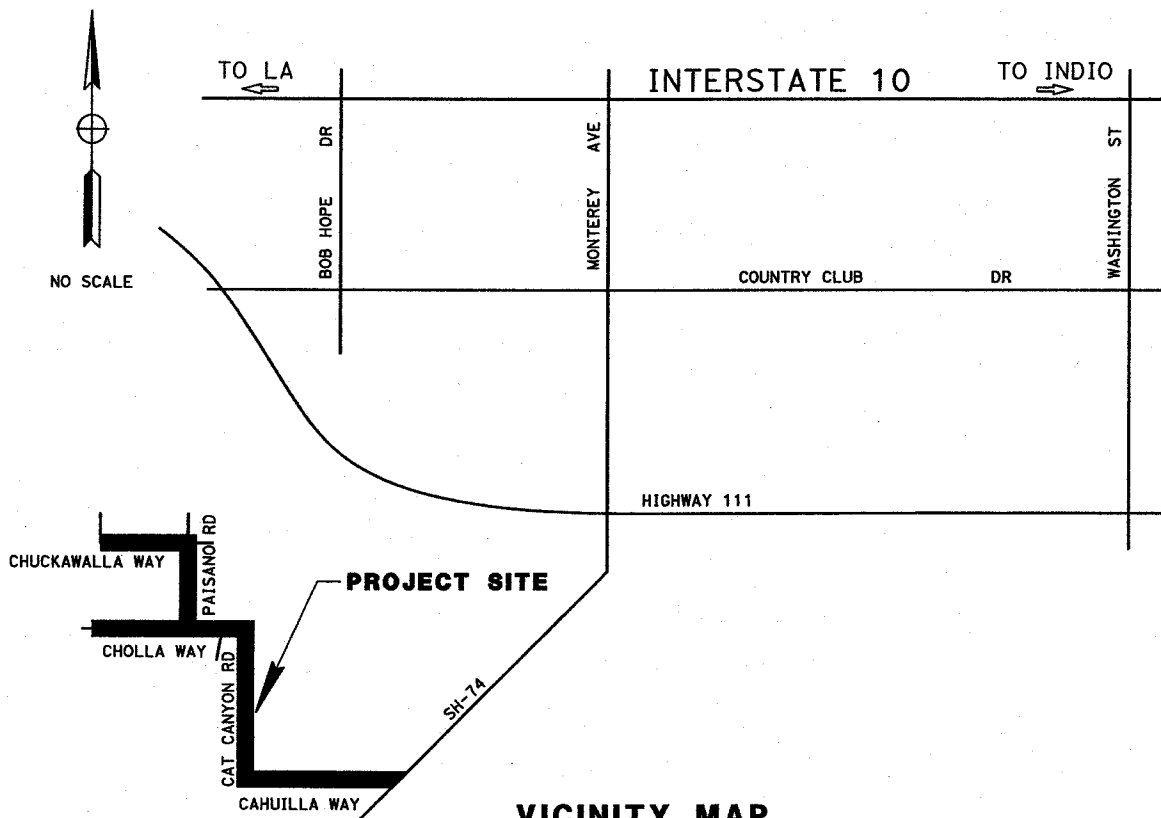 TO LA
INTERSTATE 10
TO INDIO
BOB HOPE DR
MONTEREY AVE
WASHINGTON ST
NO SCALE
COUNTRY CLUB DR
HIGHWAY 111
CHUCKAWALLA WAY
PAISANO RD
PROJECT SITE
CHOLLA WAY
CAT CANYON RD
SH-74
CAHUILLA WAY
VICINITY MAP